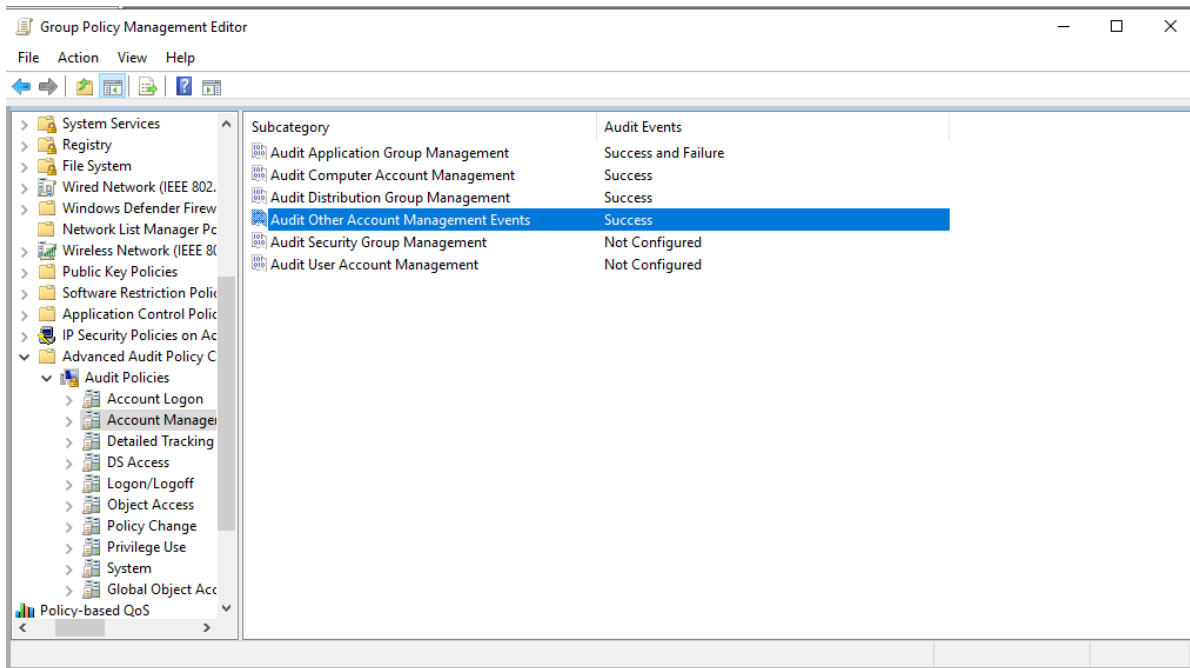 Group Policy Management Editor
File Action View Help
System Services
Registry
File System
Wired Network (IEEE 802.
Windows Defender Firew
Network List Manager Pc
Wireless Network (IEEE 80
Public Key Policies
Software Restriction Polic
Application Control Polic
IP Security Policies on Ac
Advanced Audit Policy C
Audit Policies
Account Logon
Account Manager
Detailed Tracking
DS Access
Logon/Logoff
Object Access
Policy Change
Privilege Use
System
Global Object Acc
Policy-based QoS
Subcategory Audit Events
Audit Application Group Management Success and Failure
Audit Computer Account Management Success
Audit Distribution Group Management Success
Audit Other Account Management Events Success
Audit Security Group Management Not Configured
Audit User Account Management Not Configured